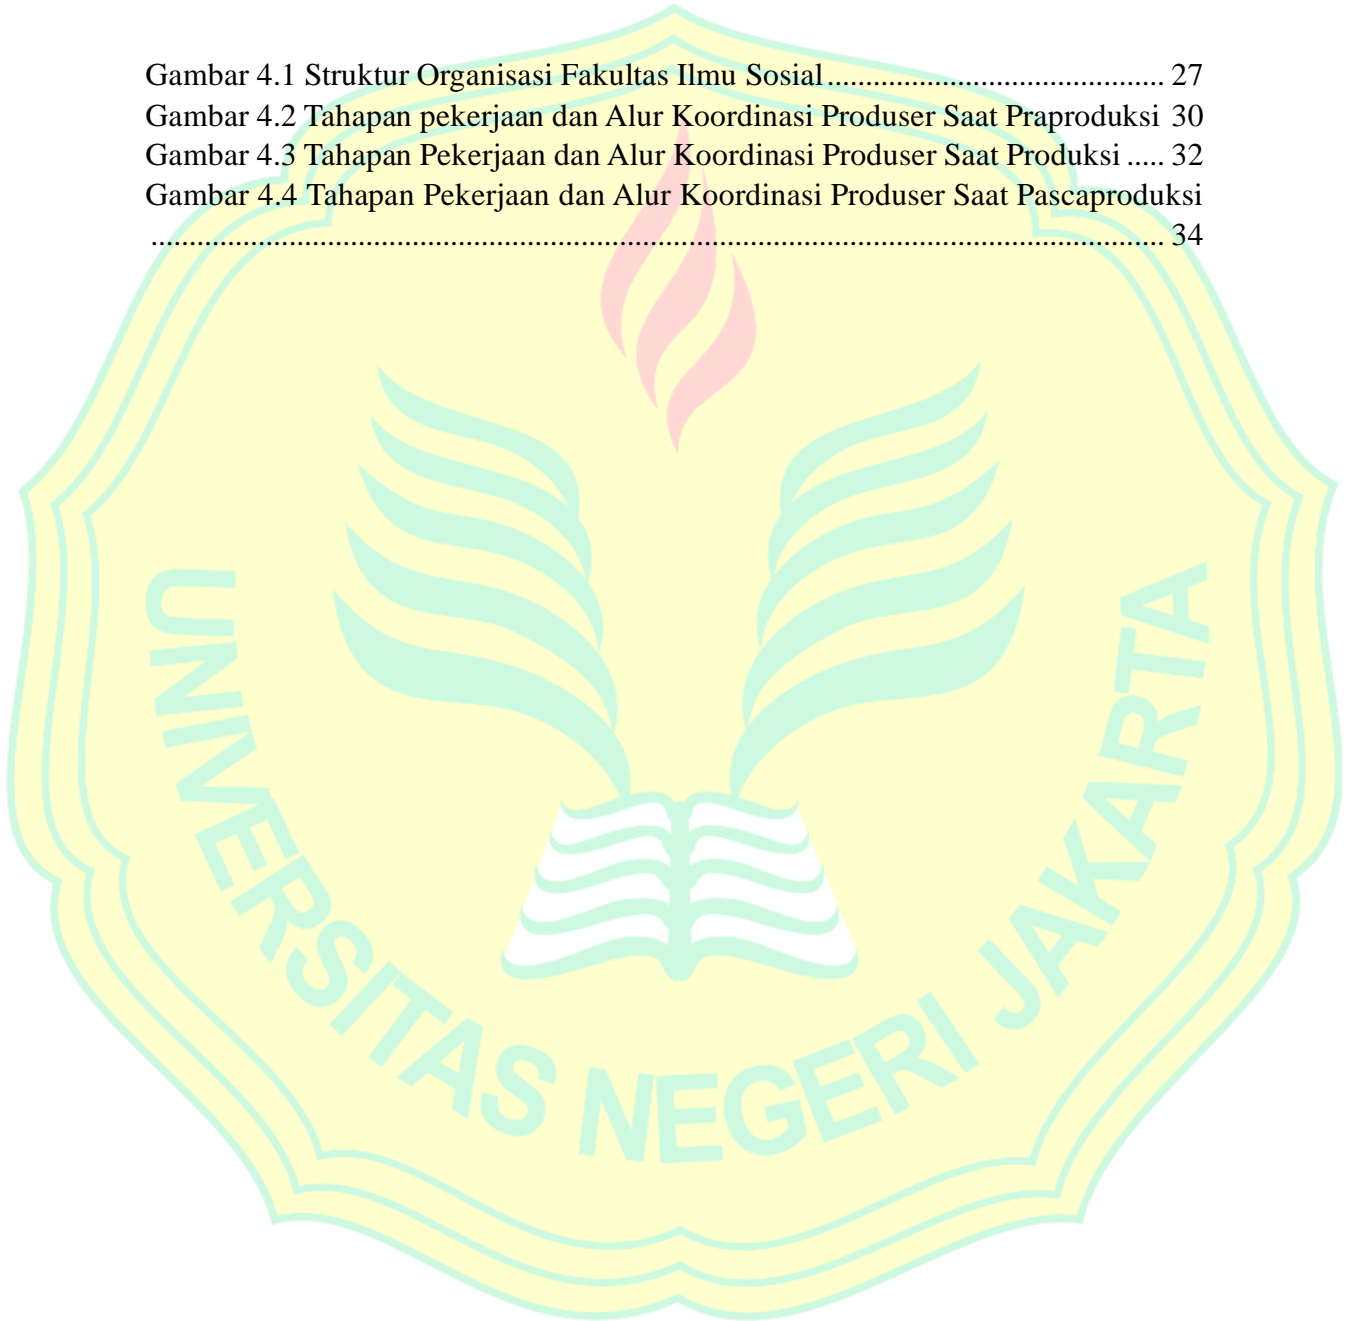 Gambar 4.1 Struktur Organisasi Fakultas Ilmu Sosial........................................... 27
Gambar 4.2 Tahapan pekerjaan dan Alur Koordinasi Produser Saat Praproduksi 30
Gambar 4.3 Tahapan Pekerjaan dan Alur Koordinasi Produser Saat Produksi ..... 32
Gambar 4.4 Tahapan Pekerjaan dan Alur Koordinasi Produser Saat Pascaproduksi
.................................................................................................................................... 34
UNIVERSITAS NEGERI JAKARTA